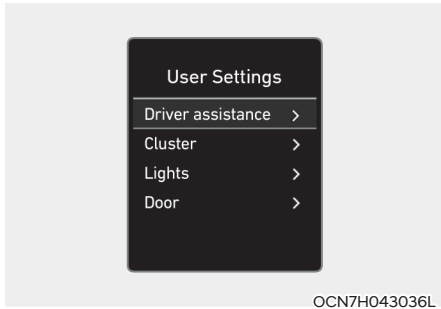 User Settings
Driver assistance >
Cluster >
Lights >
Door >
OCN7H043036L